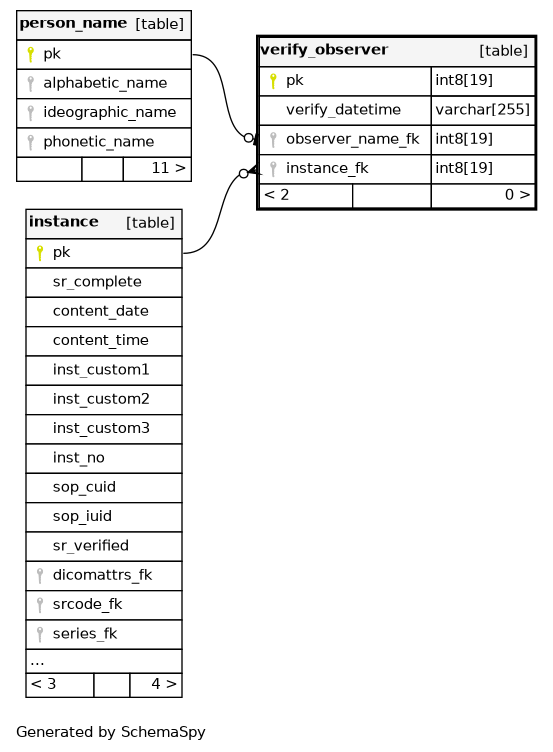 person_name [table]
pk
alphabetic_name
ideographic_name
phonetic_name
11 >
verify_observer [table]
pk int8[19]
verify_datetime varchar[255]
observer_name_fk int8[19]
instance_fk int8[19]
< 2 0 >
instance [table]
pk
sr_complete
content_date
content_time
inst_custom1
inst_custom2
inst_custom3
inst_no
sop_cuid
sop_iuid
sr_verified
dicomattrs_fk
srcode_fk
series_fk
...
< 3 4 >
Generated by SchemaSpy